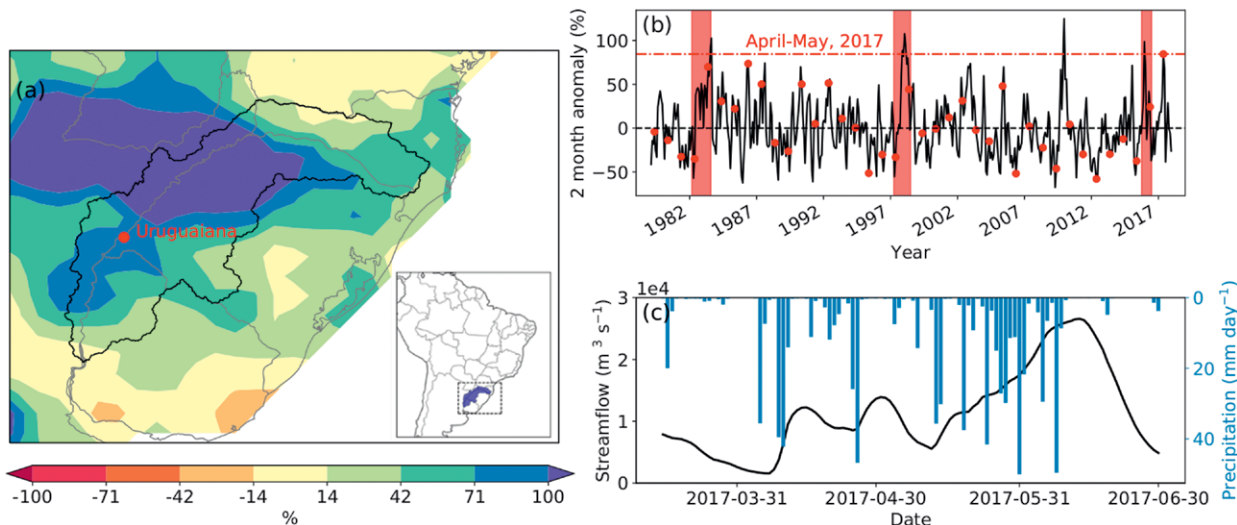 (a)
Uruguaiana
-100 -71 -42 -14 14 42 71 100
%
(b)
2 month anomaly (%)
April-May, 2017
100
50
0
−50
1982 1987 1992 1997 2002 2007 2012 2017
Year
(c)
1e4
Streamflow (m³ s⁻¹)
3
2
1
0
Precipitation (mm day⁻¹)
0
20
40
2017-03-31 2017-04-30 2017-05-31 2017-06-30
Date